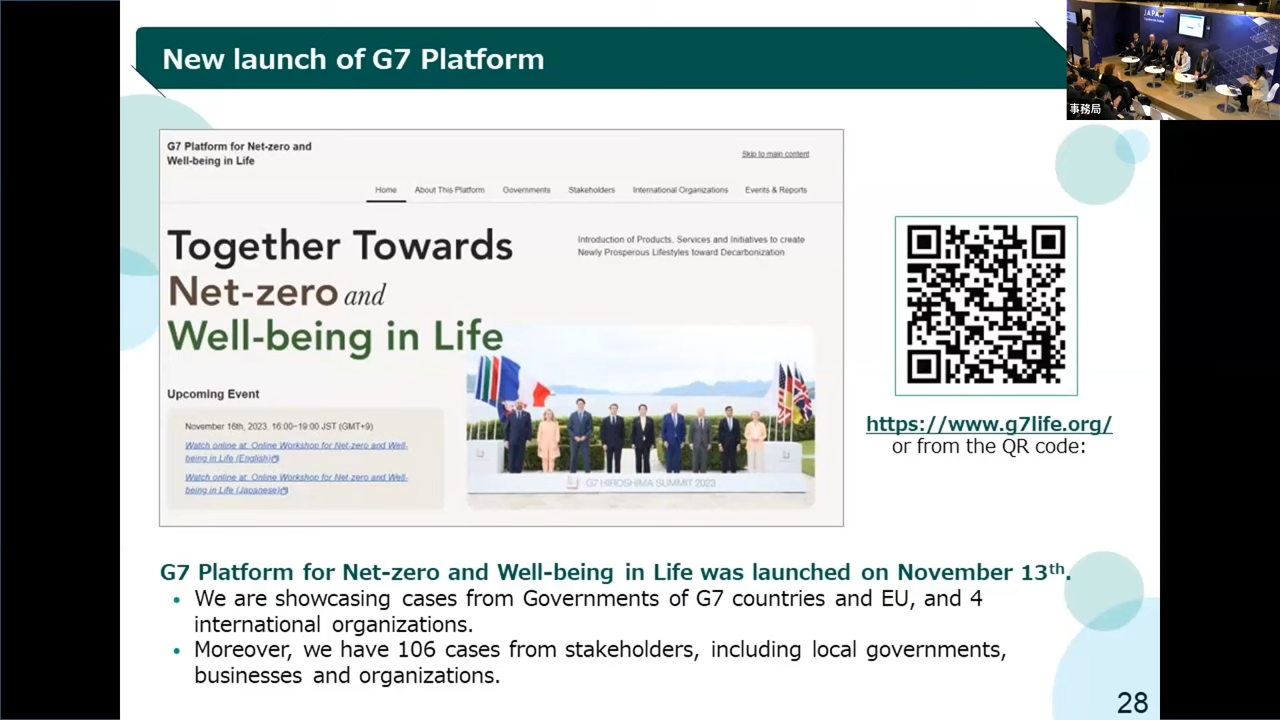 New launch of G7 Platform
JAPAN
事務局
G7 Platform for Net-zero and
Well-being in Life
Skip to main content
Home About This Platform Governments Stakeholders International Organizations Events & Reports
Together Towards
Net-zero and
Well-being in Life
Introduction of Products, Services and Initiatives to create
Newly Prosperous Lifestyles toward Decarbonization
Upcoming Event
November 16th, 2023, 16:00–19:00 JST (GMT+9)
Watch online at: Online Workshop for Net-zero and Well-
being in Life (English)
Watch online at: Online Workshop for Net-zero and Well-
being in Life (Japanese)
G7 HIROSHIMA SUMMIT 2023
https://www.g7life.org/
or from the QR code:
G7 Platform for Net-zero and Well-being in Life was launched on November 13th.
• We are showcasing cases from Governments of G7 countries and EU, and 4
international organizations.
• Moreover, we have 106 cases from stakeholders, including local governments,
businesses and organizations.
28